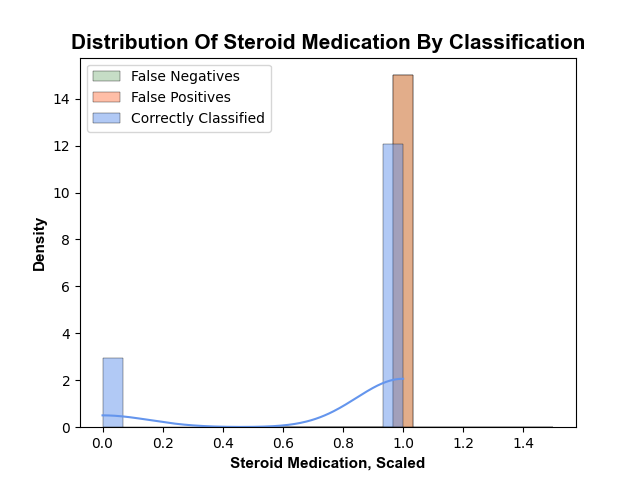 Distribution Of Steroid Medication By Classification
False Negatives
False Positives
Correctly Classified
14
12
10
8
6
4
2
0
Density
0.0 0.2 0.4 0.6 0.8 1.0 1.2 1.4
Steroid Medication, Scaled